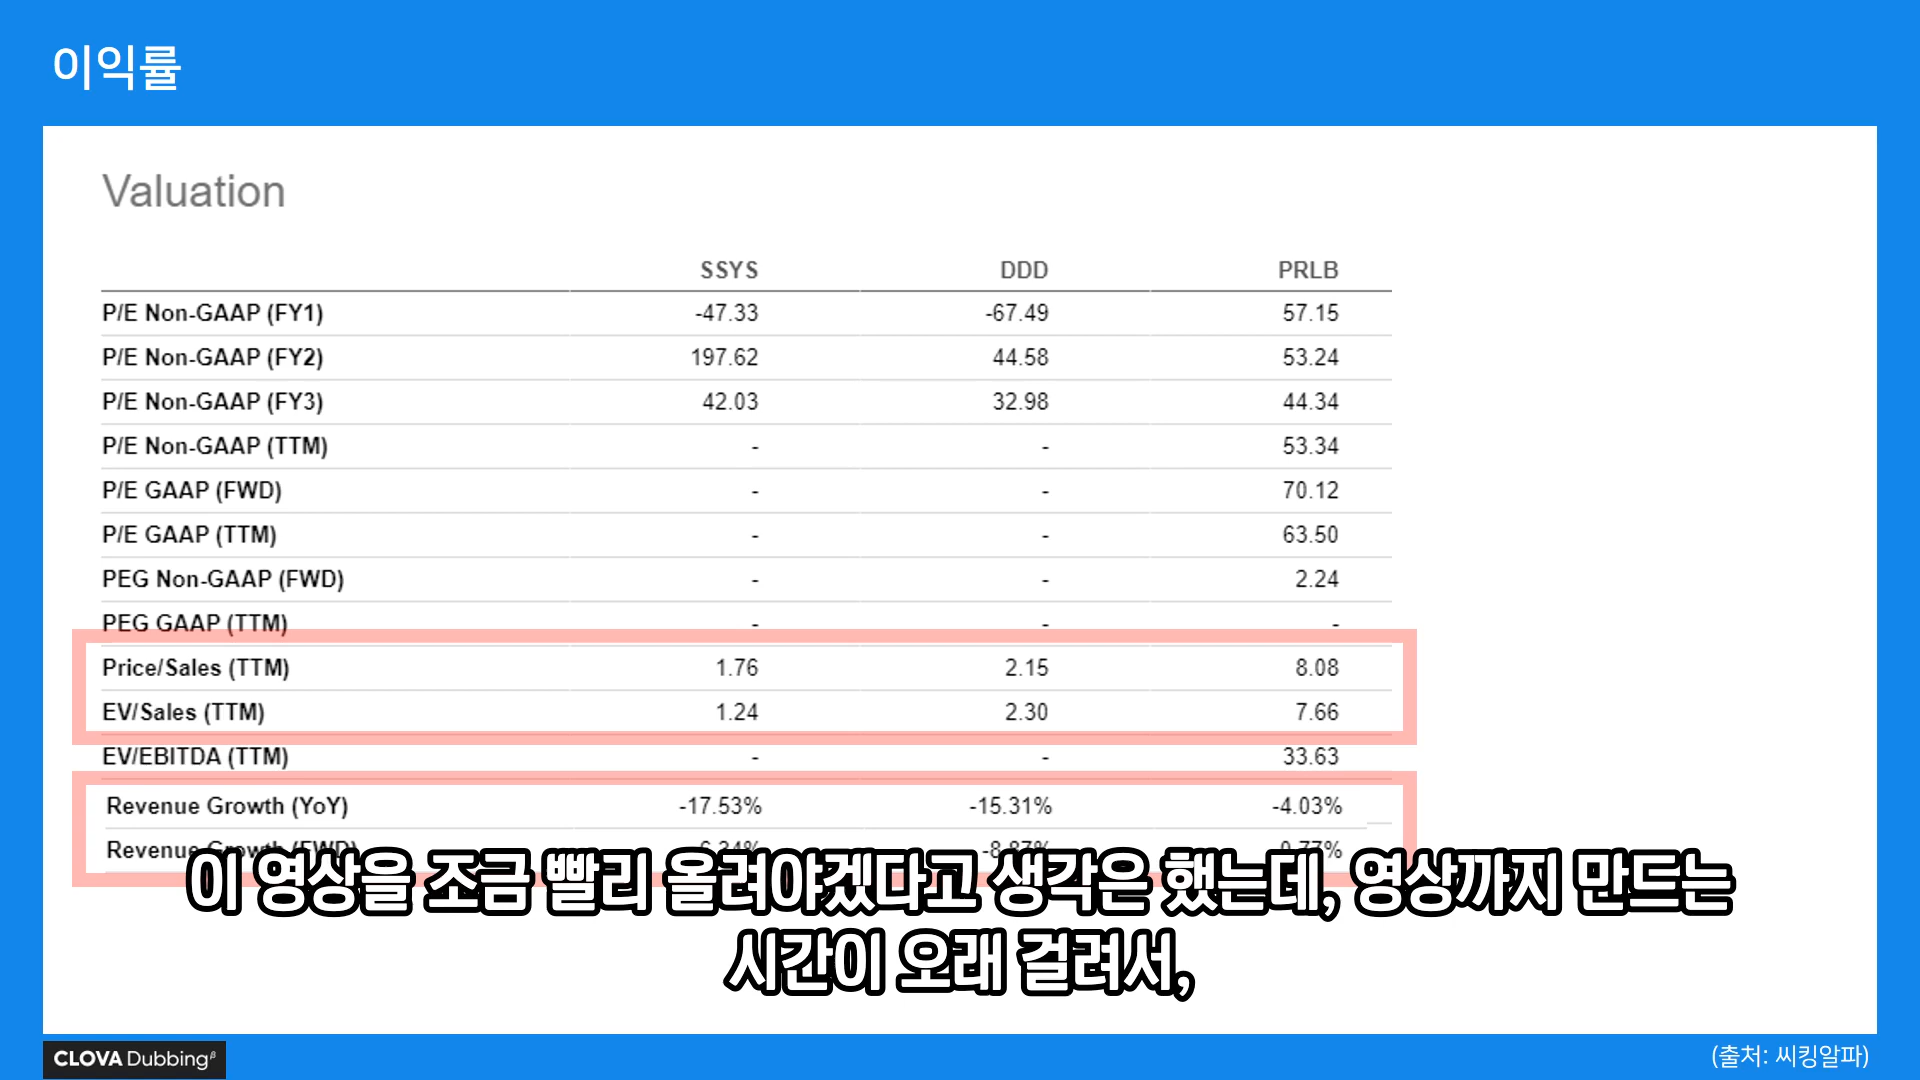 이익률
Valuation
SSYS DDD PRLB
P/E Non-GAAP (FY1) -47.33 -67.49 57.15
P/E Non-GAAP (FY2) 197.62 44.58 53.24
P/E Non-GAAP (FY3) 42.03 32.98 44.34
P/E Non-GAAP (TTM) - - 53.34
P/E GAAP (FWD) - - 70.12
P/E GAAP (TTM) - - 63.50
PEG Non-GAAP (FWD) - - 2.24
PEG GAAP (TTM) - - -
Price/Sales (TTM) 1.76 2.15 8.08
EV/Sales (TTM) 1.24 2.30 7.66
EV/EBITDA (TTM) - - 33.63
Revenue Growth (YoY) -17.53% -15.31% -4.03%
Revenue Growth (FWD)
이 영상을 조금 빨리 올려야겠다고 생각은 했는데, 영상까지 만드는
시간이 오래 걸려서,
CLOVA Dubbing β
(출처: 씨킹알파)